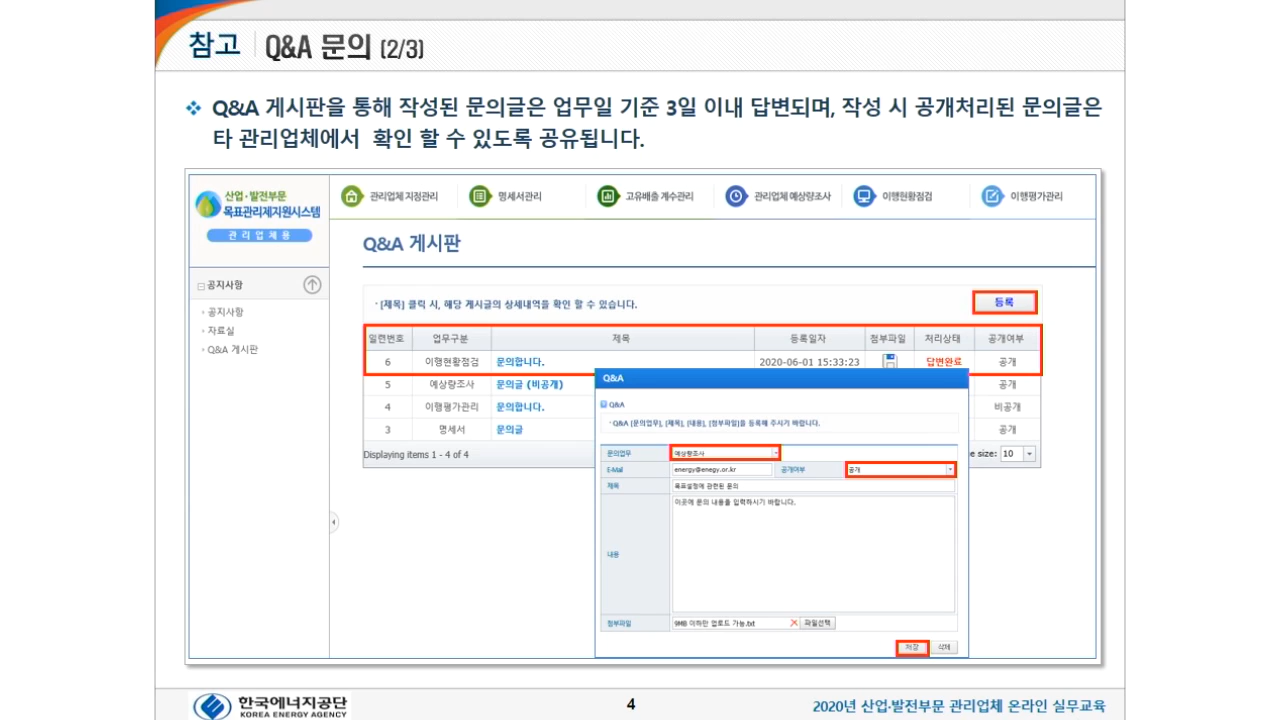 참고 Q&A 문의 (2/3)
❖ Q&A 게시판을 통해 작성된 문의글은 업무일 기준 3일 이내 답변되며, 작성 시 공개처리된 문의글은
타 관리업체에서 확인 할 수 있도록 공유됩니다.
산업·발전부문
목표관리제지원시스템
관리업체용
관리업체 지정관리 명세서관리 고유배출 계수관리 관리업체 예상량조사 이행현황점검 이행평가관리
공지사항
공지사항
자료실
Q&A 게시판
Q&A 게시판
· [제목] 클릭 시, 해당 게시글의 상세내역을 확인 할 수 있습니다.
등록
일련번호 업무구분 제목 등록일자 첨부파일 처리상태 공개여부
6 이행현황점검 문의합니다. 2020-06-01 15:33:23 답변완료 공개
5 예상량조사 문의글 (비공개) 공개
4 이행평가관리 문의합니다. 비공개
3 명세서 문의글 공개
Displaying items 1 - 4 of 4 e size: 10
Q&A
Q&A
· Q&A [문의업무], [제목], [내용], [첨부파일]을 등록해 주시기 바랍니다.
문의업무 예상량조사
E-Mail energy@enegy.or.kr 공개여부 공개
제목 목표설정에 관련된 문의
내용 이곳에 문의 내용을 입력하시기 바랍니다.
첨부파일 9MB 이하만 업로드 가능.txt 파일선택
저장 삭제
한국에너지공단
KOREA ENERGY AGENCY
4
2020년 산업·발전부문 관리업체 온라인 실무교육